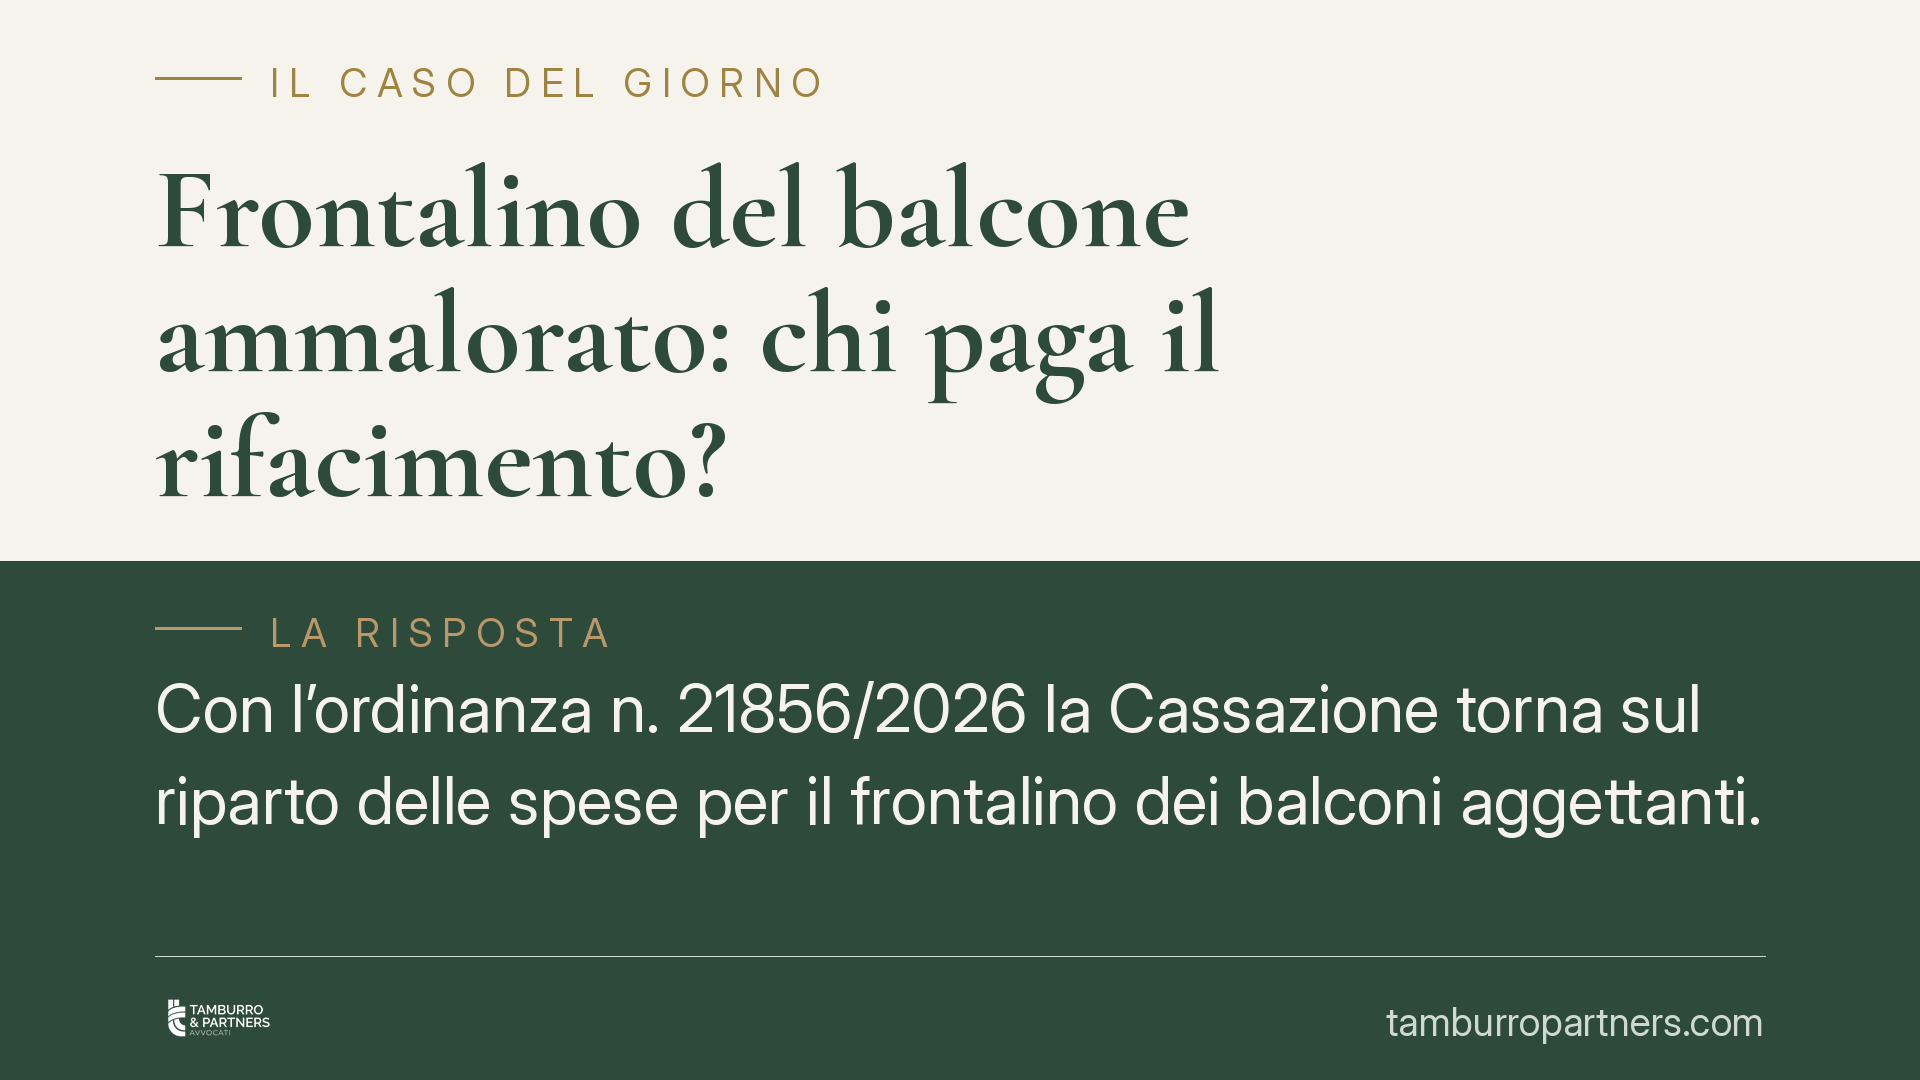 IL CASO DEL GIORNO
Frontalino del balcone
ammalorato: chi paga il
rifacimento?
LA RISPOSTA
Con l’ordinanza n. 21856/2026 la Cassazione torna sul
riparto delle spese per il frontalino dei balconi aggettanti.
TAMBURRO
& PARTNERS
AVVOCATI
tamburropartners.com